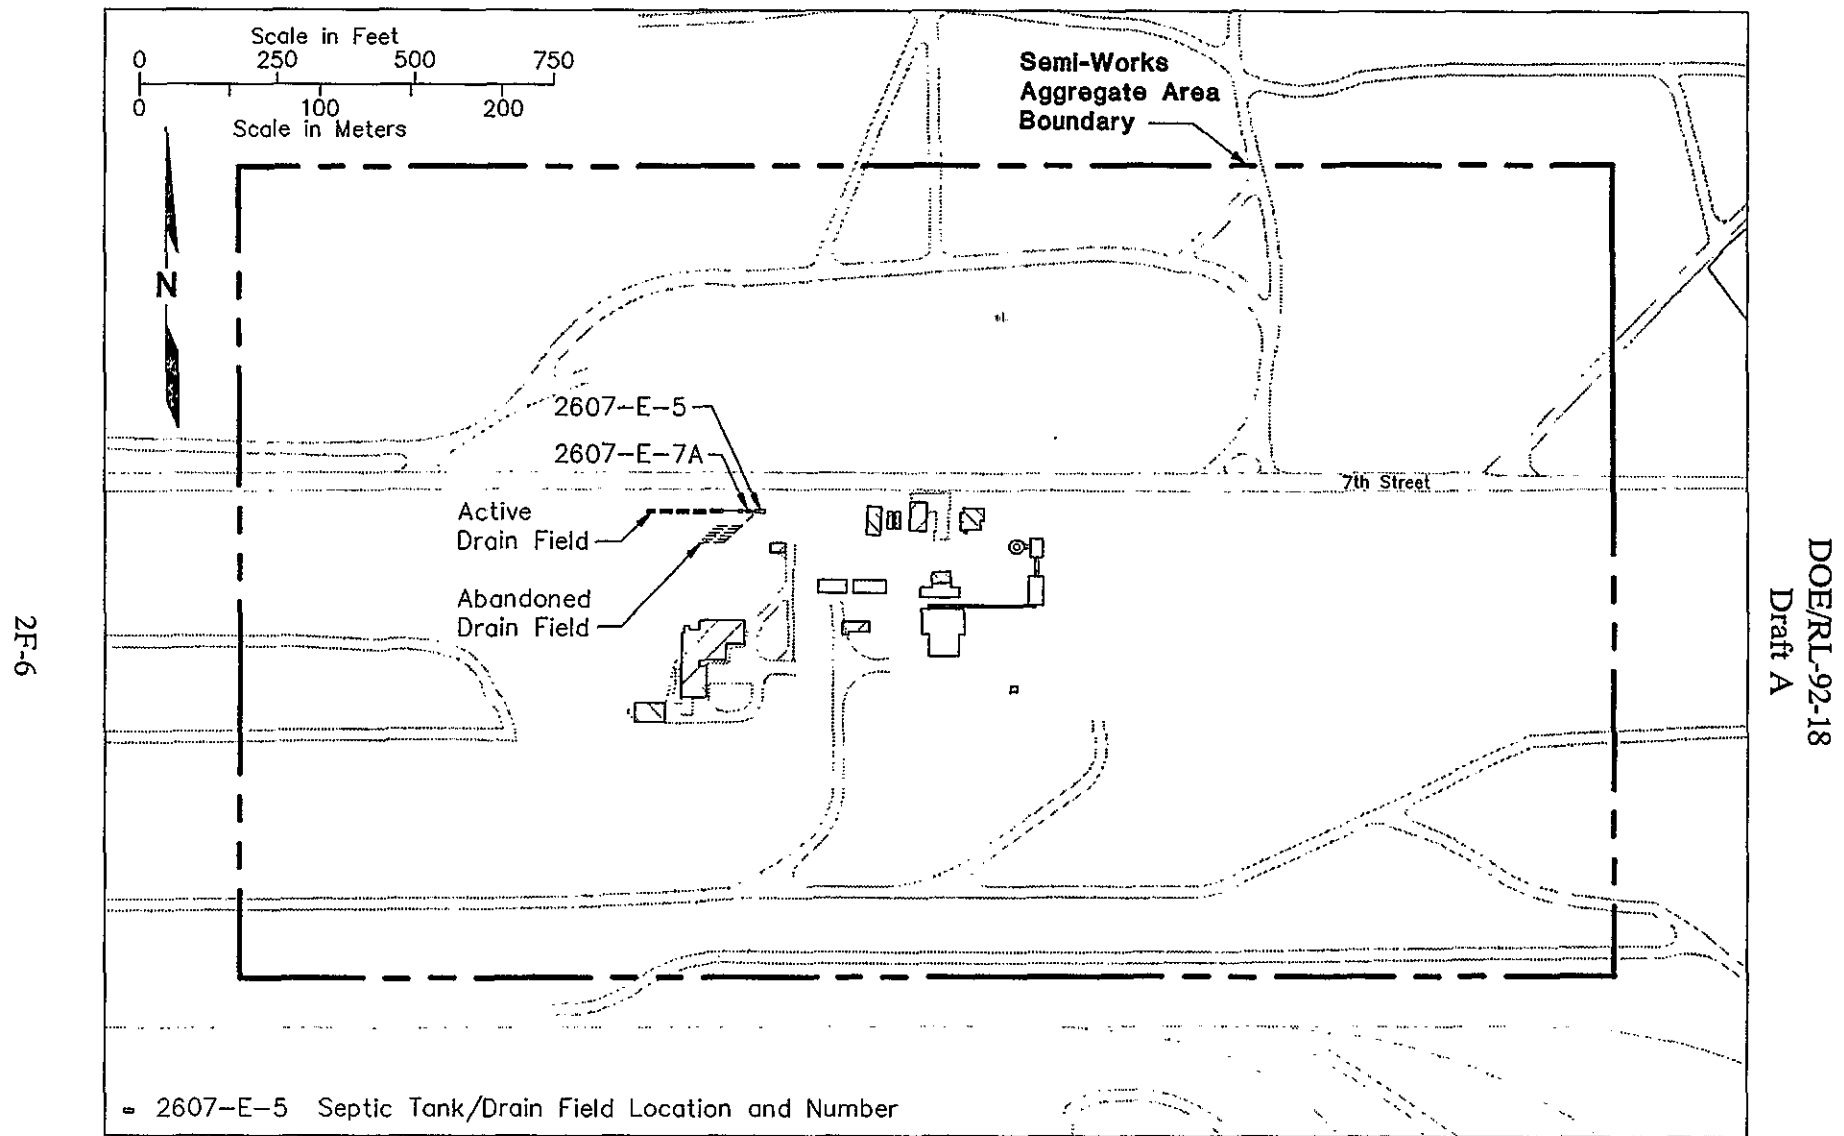 Scale in Feet
0 250 500 750
0 100 200
Scale in Meters
Semi-Works
Aggregate Area
Boundary
N
2607-E-5
2607-E-7A
7th Street
Active
Drain Field
Abandoned
Drain Field
2607-E-5 Septic Tank/Drain Field Location and Number
2F-6
DOE/RL-92-18
Draft A